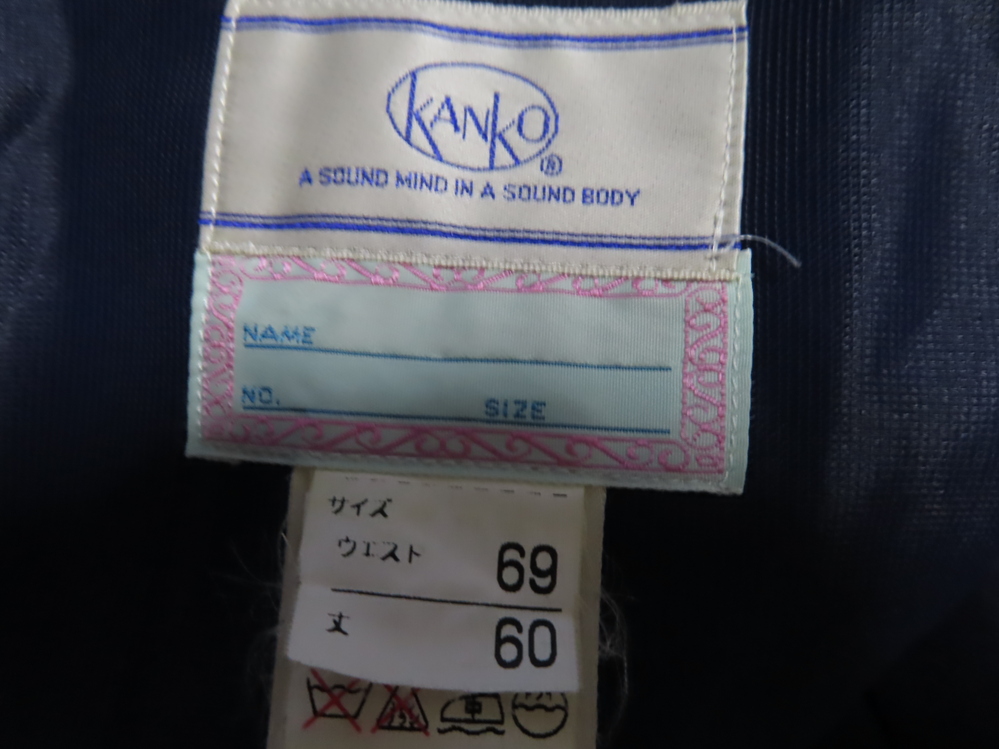 KANKO®
A SOUND MIND IN A SOUND BODY
NAME
NO. SIZE
サイズ
ウエスト 69
丈 60